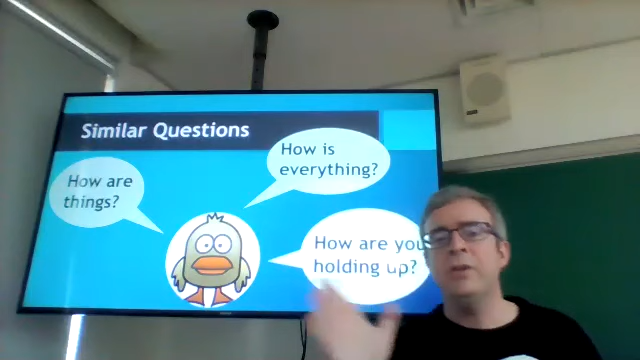 Similar Questions
How is
everything?
How are
things?
How are you
holding up?